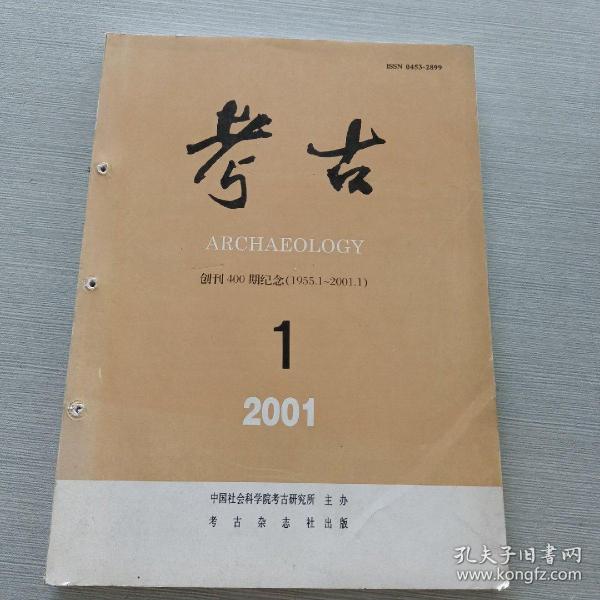 ISSN 0453-2899
考古
ARCHAEOLOGY
创刊400期纪念(1955.1~2001.1)
1
2001
中国社会科学院考古研究所 主办
考古杂志社出版
孔夫子旧书网
www.kongfz.com